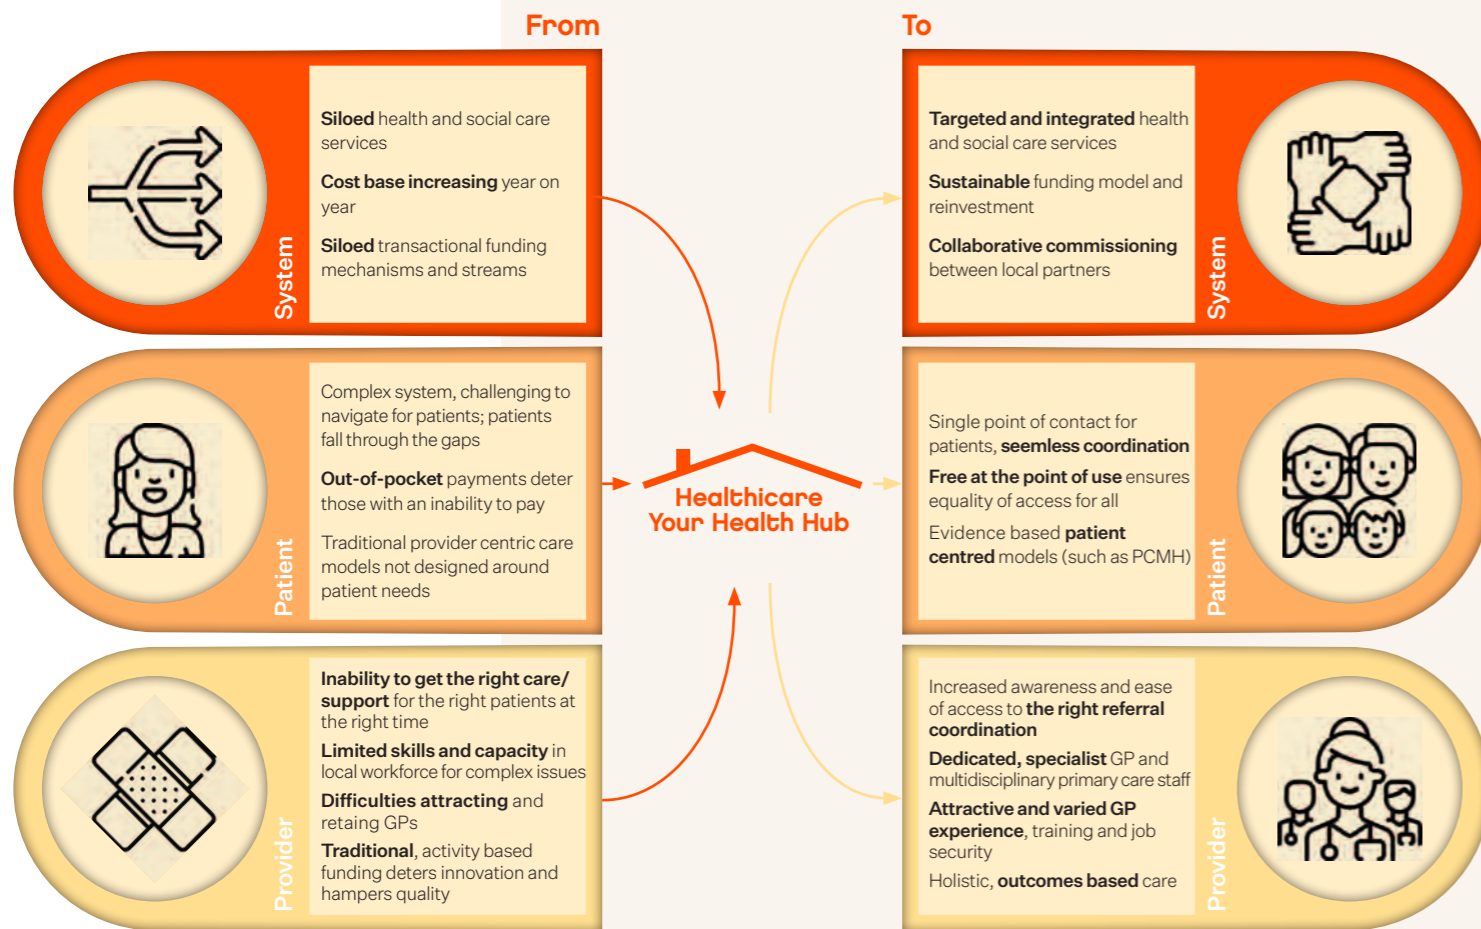 From
To
Siloed health and social care
services
Cost base increasing year on
year
Siloed transactional funding
mechanisms and streams
System
Targeted and integrated health
and social care services
Sustainable funding model and
reinvestment
Collaborative commissioning
between local partners
System
Complex system, challenging to
navigate for patients; patients
fall through the gaps
Out-of-pocket payments deter
those with an inability to pay
Traditional provider centric care
models not designed around
patient needs
Patient
Healthicare
Your Health Hub
Single point of contact for
patients, seemless coordination
Free at the point of use ensures
equality of access for all
Evidence based patient
centred models (such as PCMH)
Patient
Inability to get the right care/
support for the right patients at
the right time
Limited skills and capacity in
local workforce for complex issues
Difficulties attracting and
retaing GPs
Traditional, activity based
funding deters innovation and
hampers quality
Provider
Increased awareness and ease
of access to the right referral
coordination
Dedicated, specialist GP and
multidisciplinary primary care staff
Attractive and varied GP
experience, training and job
security
Holistic, outcomes based care
Provider